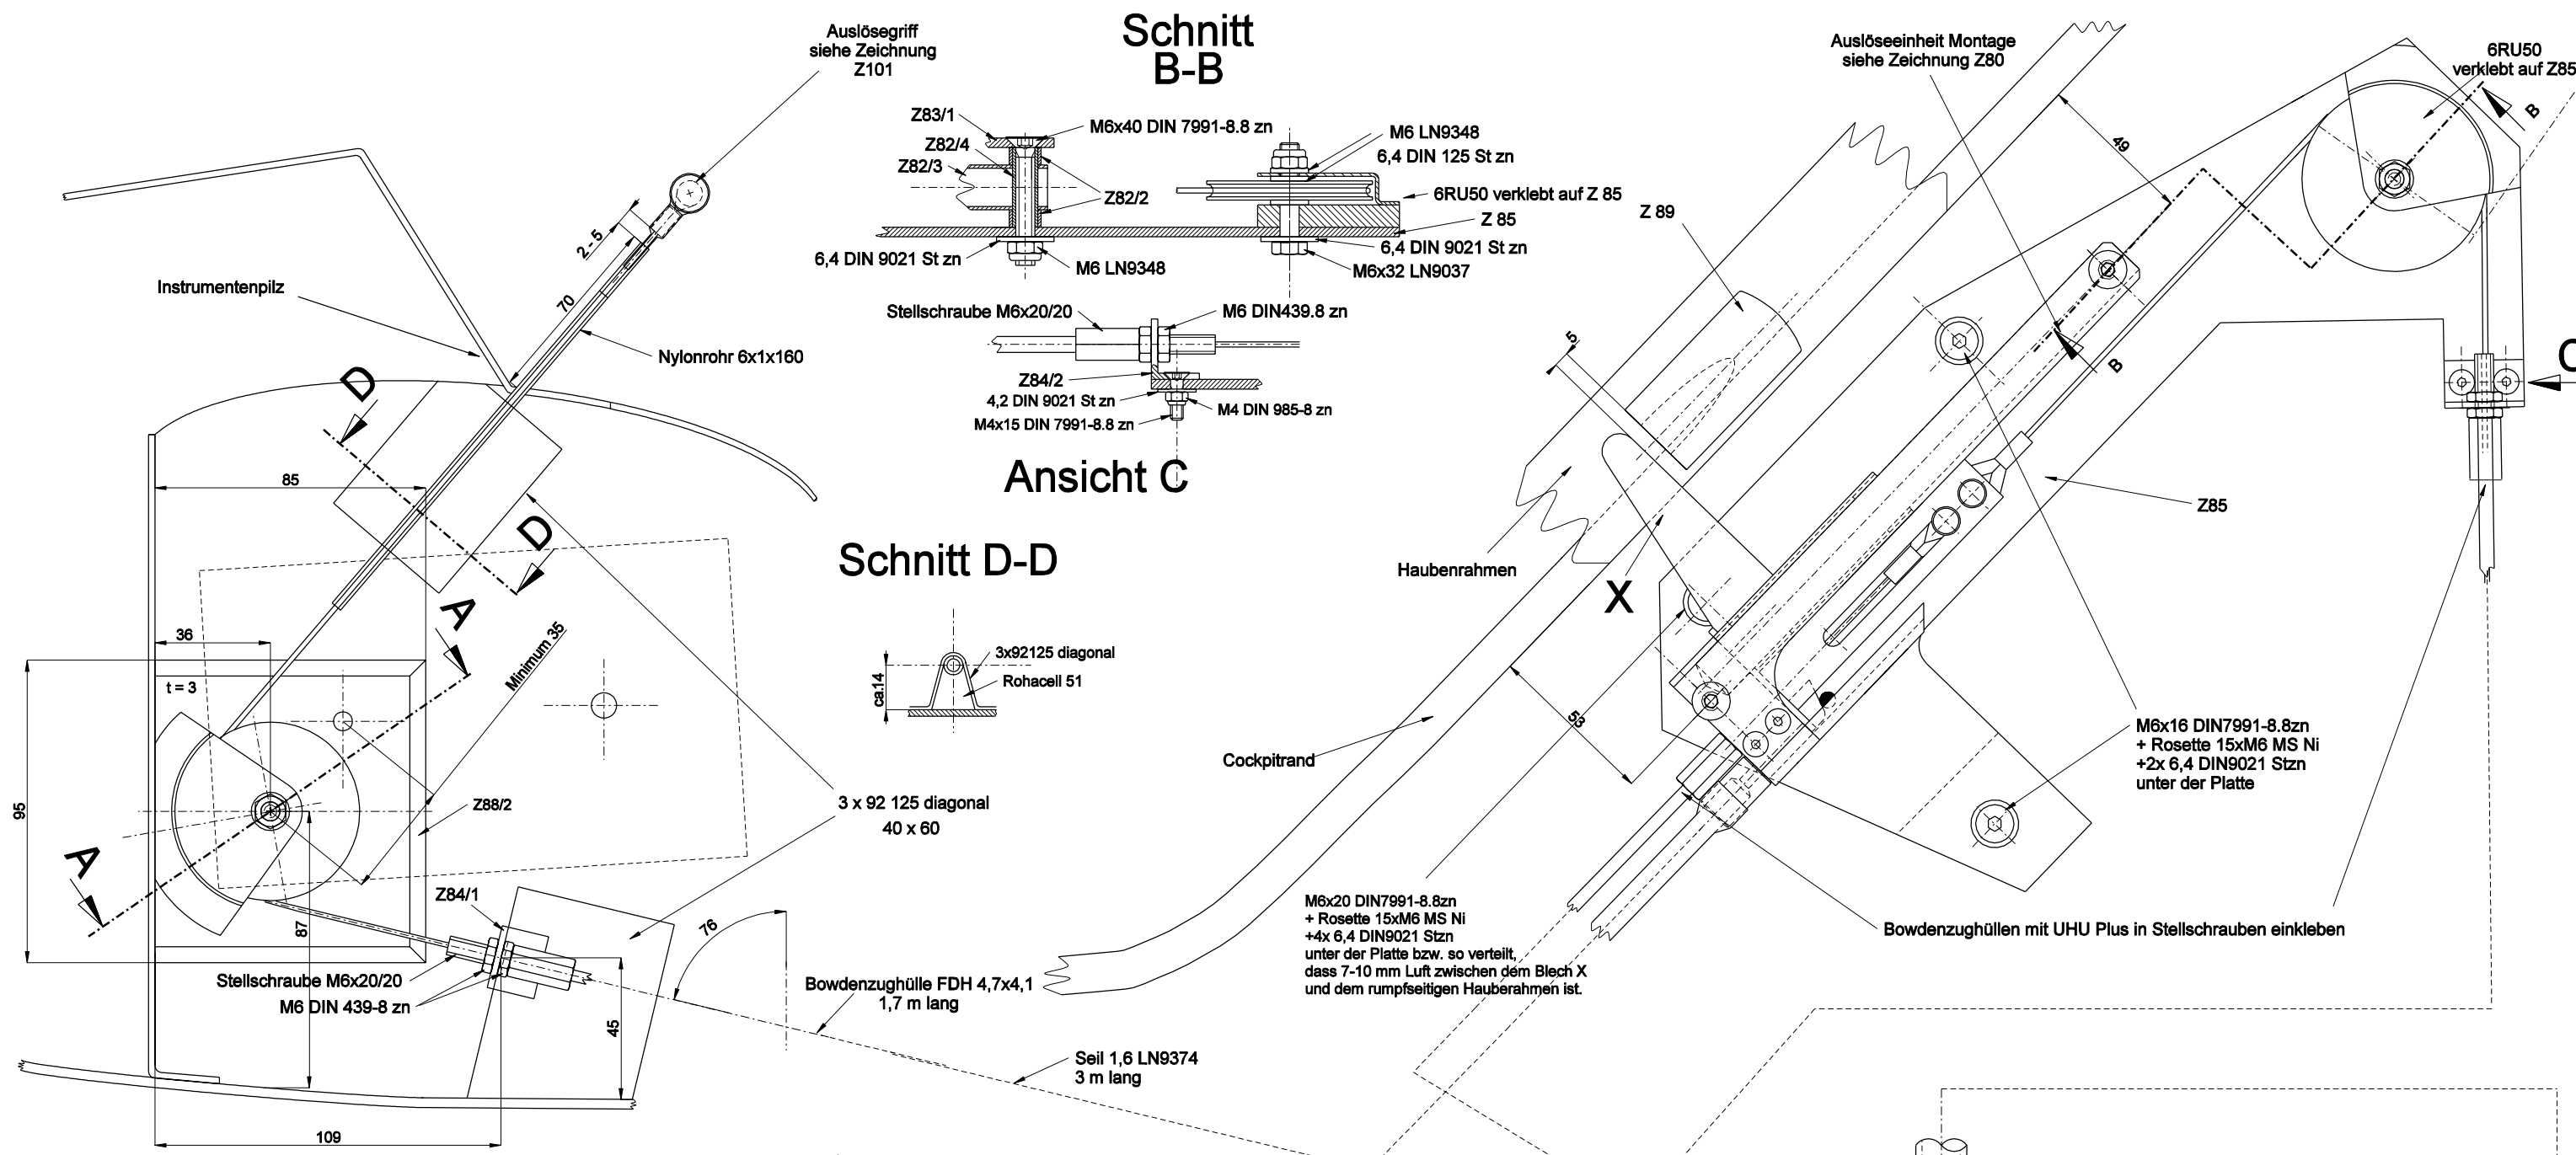 Auslösegriff
siehe Zeichnung
Z101
Schnitt
B-B
Z83/1
Z82/4
Z82/3
M6x40 DIN 7991-8.8 zn
Z82/2
6,4 DIN 9021 St zn
M6 LN9348
M6 LN9348
6,4 DIN 125 St zn
6RU50 verklebt auf Z 85
Z 85
6,4 DIN 9021 St zn
M6x32 LN9037
Auslöseeinheit Montage
siehe Zeichnung Z80
6RU50
verklebt auf Z85
B
B
49
Z 89
5
2 - 5
70
Instrumentenpilz
Nylonrohr 6x1x160
Stellschraube M6x20/20
M6 DIN439.8 zn
Z84/2
4,2 DIN 9021 St zn
M4 DIN 985-8 zn
M4x15 DIN 7991-8.8 zn
Ansicht C
C
D
D
85
Schnitt D-D
3x92125 diagonal
Rohacell 51
ca.14
Haubenrahmen
X
Z85
A
A
36
Minimum 35
t = 3
95
87
Z88/2
3 x 92 125 diagonal
40 x 60
Cockpitrand
53
M6x16 DIN7991-8.8zn
+ Rosette 15xM6 MS Ni
+2x 6,4 DIN9021 Stzn
unter der Platte
Z84/1
76
Stellschraube M6x20/20
M6 DIN 439-8 zn
45
109
Bowdenzughülle FDH 4,7x4,1
1,7 m lang
Seil 1,6 LN9374
3 m lang
M6x20 DIN7991-8.8zn
+ Rosette 15xM6 MS Ni
+4x 6,4 DIN9021 Stzn
unter der Platte bzw. so verteilt,
dass 7-10 mm Luft zwischen dem Blech X
und dem rumpfseitigen Hauberahmen ist.
Bowdenzughüllen mit UHU Plus in Stellschrauben einkleben